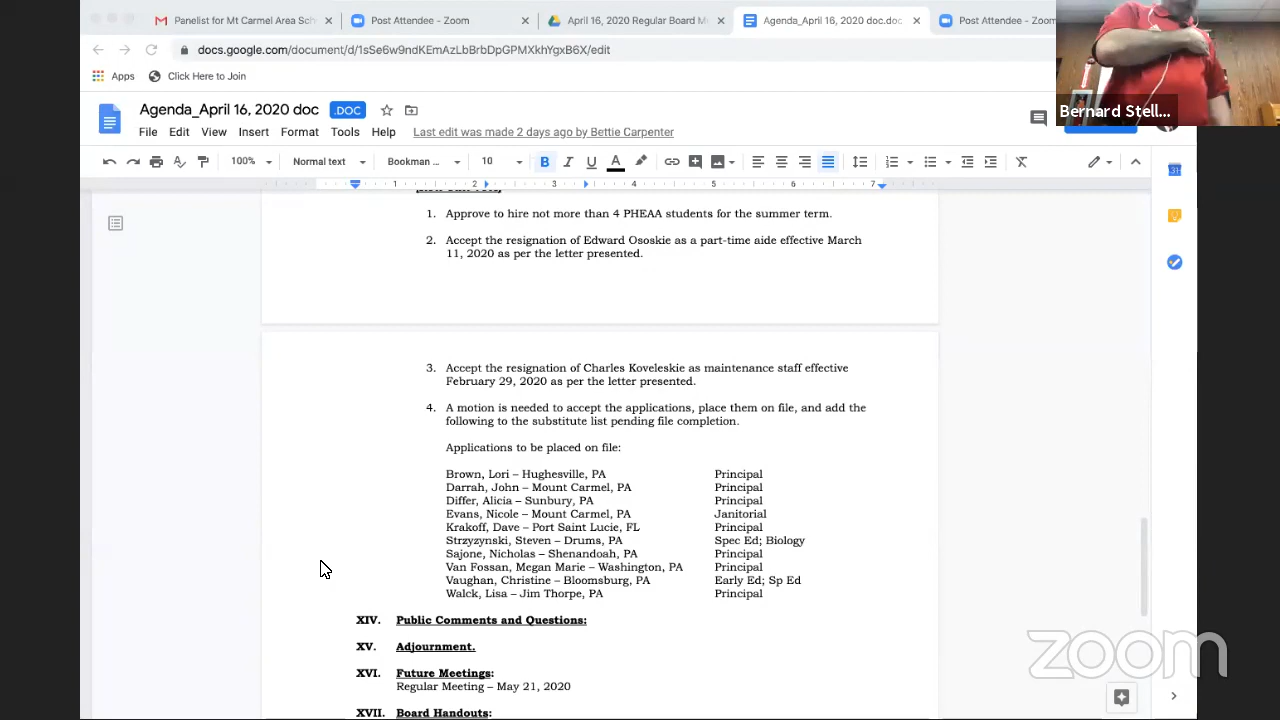 Panelist for Mt Carmel Area Sch
Post Attendee - Zoom
April 16, 2020 Regular Board M
Agenda_April 16, 2020 doc.doc
Post Attendee - Zoom
docs.google.com/document/d/1sSe6w9ndKEmAzLbBrbDpGPMXkhYgxB6X/edit
Apps Click Here to Join
Bernard Stell...
Agenda_April 16, 2020 doc .DOC
File Edit View Insert Format Tools Help Last edit was made 2 days ago by Bettie Carpenter
100% Normal text Bookman ... 10 B I U A
1 2 3 4 5 6 7
1. Approve to hire not more than 4 PHEAA students for the summer term.
2. Accept the resignation of Edward Ososkie as a part-time aide effective March
11, 2020 as per the letter presented.
3. Accept the resignation of Charles Koveleskie as maintenance staff effective
February 29, 2020 as per the letter presented.
4. A motion is needed to accept the applications, place them on file, and add the
following to the substitute list pending file completion.
Applications to be placed on file:
Brown, Lori – Hughesville, PA Principal
Darrah, John – Mount Carmel, PA Principal
Differ, Alicia – Sunbury, PA Principal
Evans, Nicole – Mount Carmel, PA Janitorial
Krakoff, Dave – Port Saint Lucie, FL Principal
Strzyzynski, Steven – Drums, PA Spec Ed; Biology
Sajone, Nicholas – Shenandoah, PA Principal
Van Fossan, Megan Marie – Washington, PA Principal
Vaughan, Christine – Bloomsburg, PA Early Ed; Sp Ed
Walck, Lisa – Jim Thorpe, PA Principal
XIV. Public Comments and Questions:
XV. Adjournment.
XVI. Future Meetings:
Regular Meeting – May 21, 2020
XVII. Board Handouts:
zoom